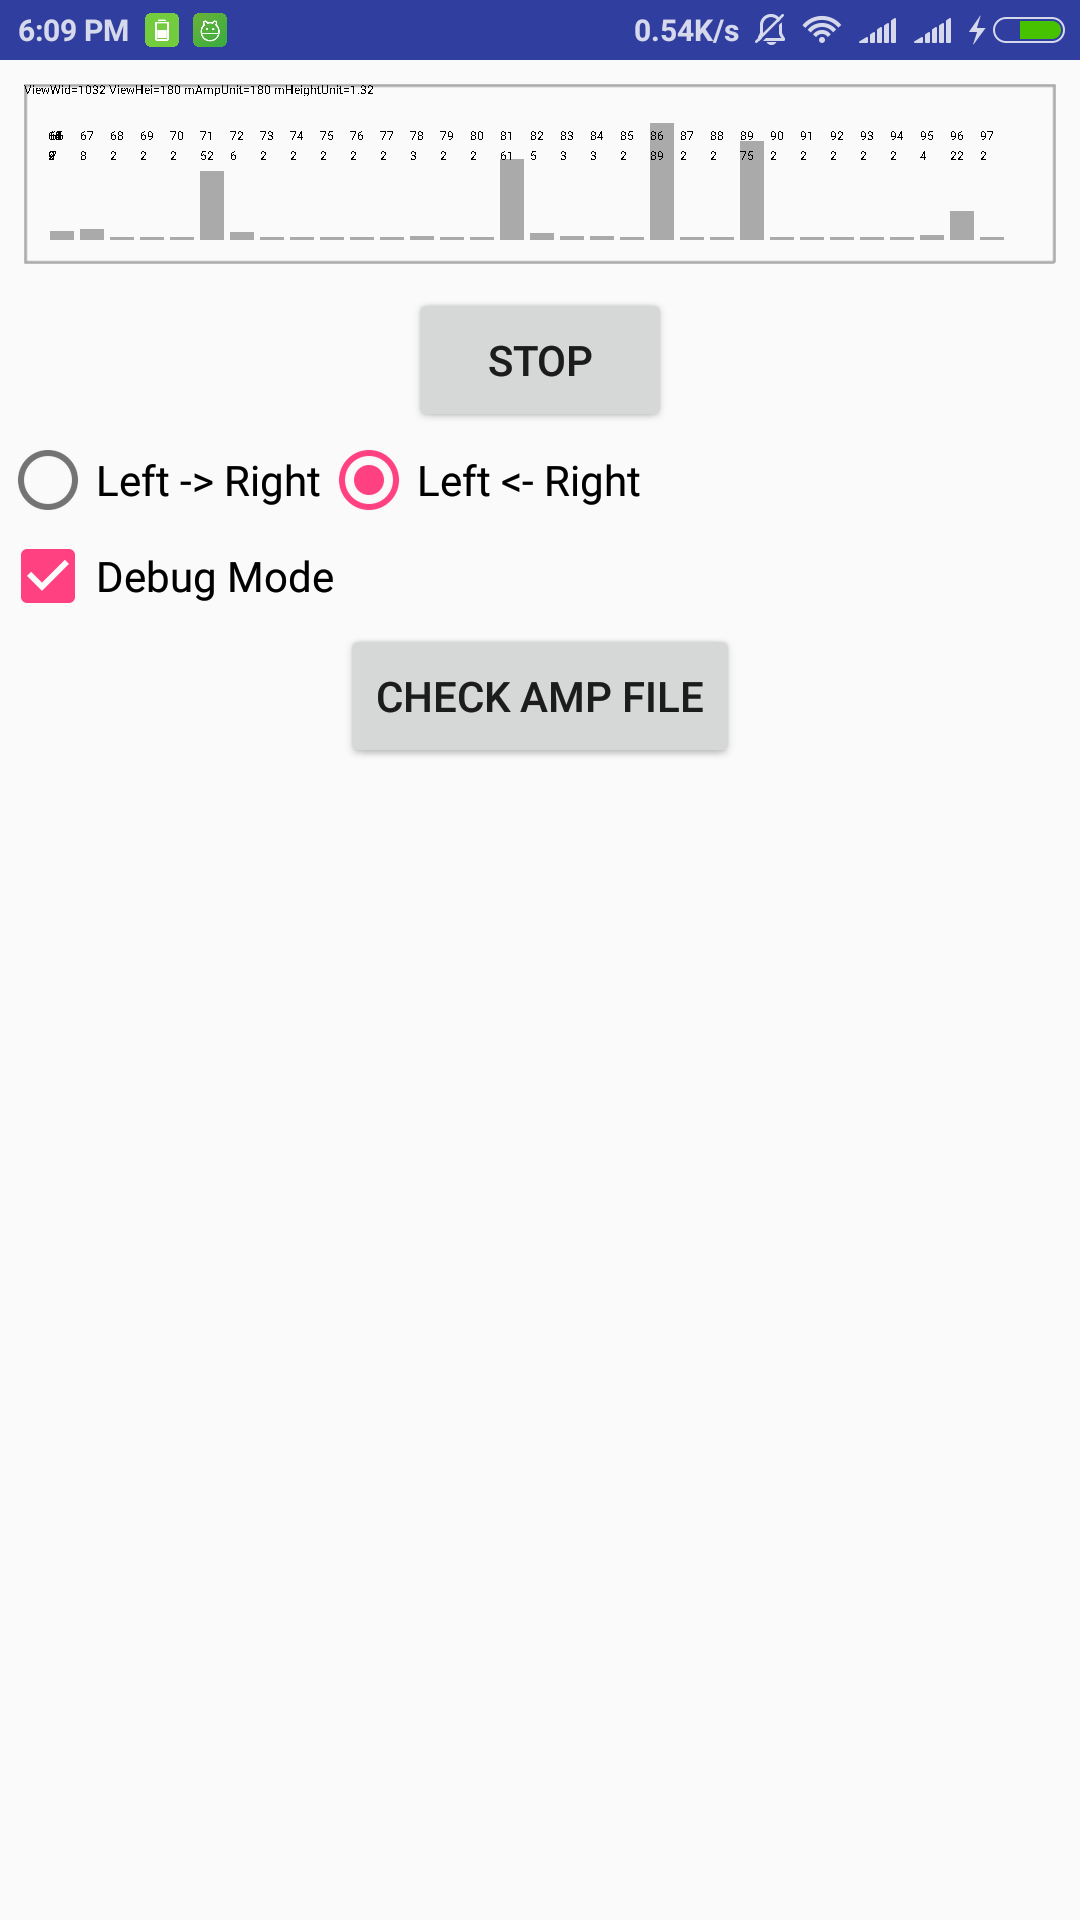 6:09 PM 0.54K/s
ViewWid=1032 ViewHei=180 mAmpUnit=180 mHeightUnit=1.32
67 68 69 70 71 72 73 74 75 76 77 78 79 80 81 82 83 84 85 86 87 88 89 90 91 92 93 94 95 96 97
8 2 2 2 52 6 2 2 2 2 2 3 2 2 61 5 3 3 2 89 2 2 75 2 2 2 2 2 4 22 2
STOP
Left -> Right Left <- Right
Debug Mode
CHECK AMP FILE